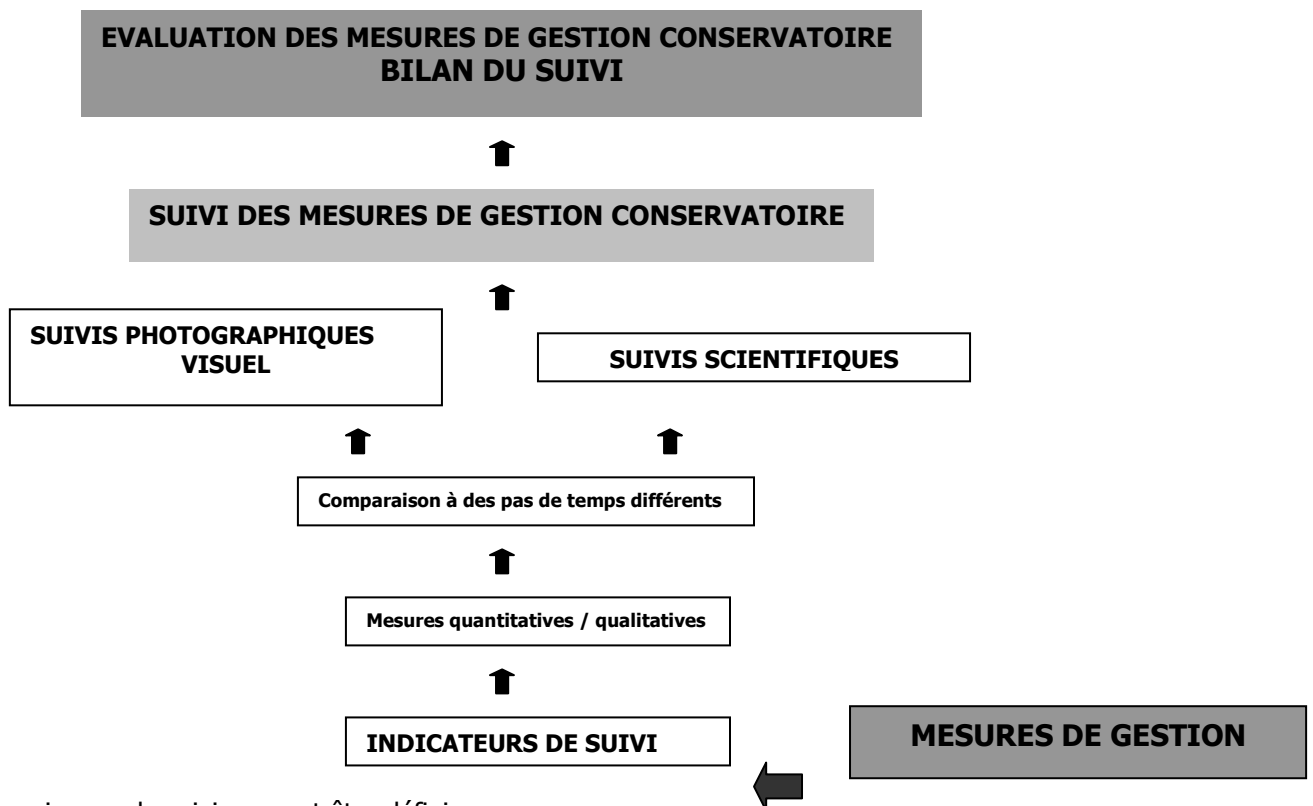 EVALUATION DES MESURES DE GESTION CONSERVATOIRE
BILAN DU SUIVI
SUIVI DES MESURES DE GESTION CONSERVATOIRE
SUIVIS PHOTOGRAPHIQUES
VISUEL
SUIVIS SCIENTIFIQUES
Comparaison à des pas de temps différents
Mesures quantitatives / qualitatives
INDICATEURS DE SUIVI
MESURES DE GESTION